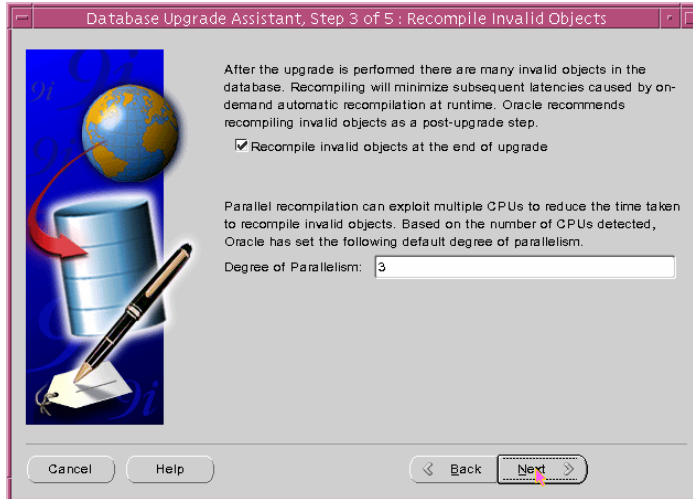 Database Upgrade Assistant, Step 3 of 5 : Recompile Invalid Objects
9i
After the upgrade is performed there are many invalid objects in the
database. Recompiling will minimize subsequent latencies caused by on-
demand automatic recompilation at runtime. Oracle recommends
recompiling invalid objects as a post-upgrade step.
Recompile invalid objects at the end of upgrade
Parallel recompilation can exploit multiple CPUs to reduce the time taken
to recompile invalid objects. Based on the number of CPUs detected,
Oracle has set the following default degree of parallelism.
Degree of Parallelism: 3
9i
Cancel Help Back Next